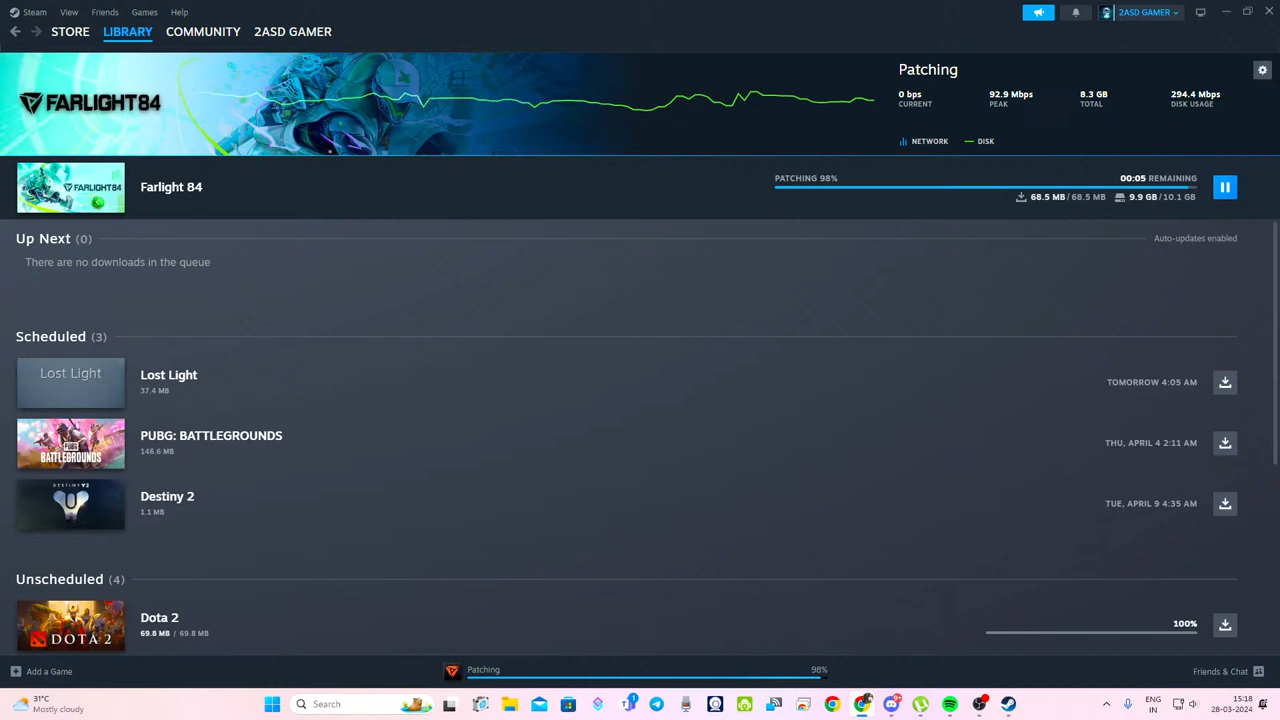 Steam View Friends Games Help
2ASD GAMER
STORE LIBRARY COMMUNITY 2ASD GAMER
FARLIGHT84
Patching
0 bps 92.9 Mbps 8.3 GB 294.4 Mbps
CURRENT PEAK TOTAL DISK USAGE
NETWORK DISK
FARLIGHT84
Farlight 84
PATCHING 98% 00:05 REMAINING
68.5 MB / 68.5 MB 9.9 GB / 10.1 GB
Up Next (0) Auto-updates enabled
There are no downloads in the queue
Scheduled (3)
Lost Light
Lost Light
37.4 MB
TOMORROW 4:05 AM
PUBG BATTLEGROUNDS
PUBG: BATTLEGROUNDS
146.6 MB
THU, APRIL 4 2:11 AM
DESTINY 2
Destiny 2
1.1 MB
TUE, APRIL 9 4:35 AM
Unscheduled (4)
DOTA 2
Dota 2
69.8 MB / 69.8 MB
100%
Add a Game
Patching 98%
Friends & Chat
31°C
Mostly cloudy
Search
1
9+
ENG
IN
15:18
28-03-2024